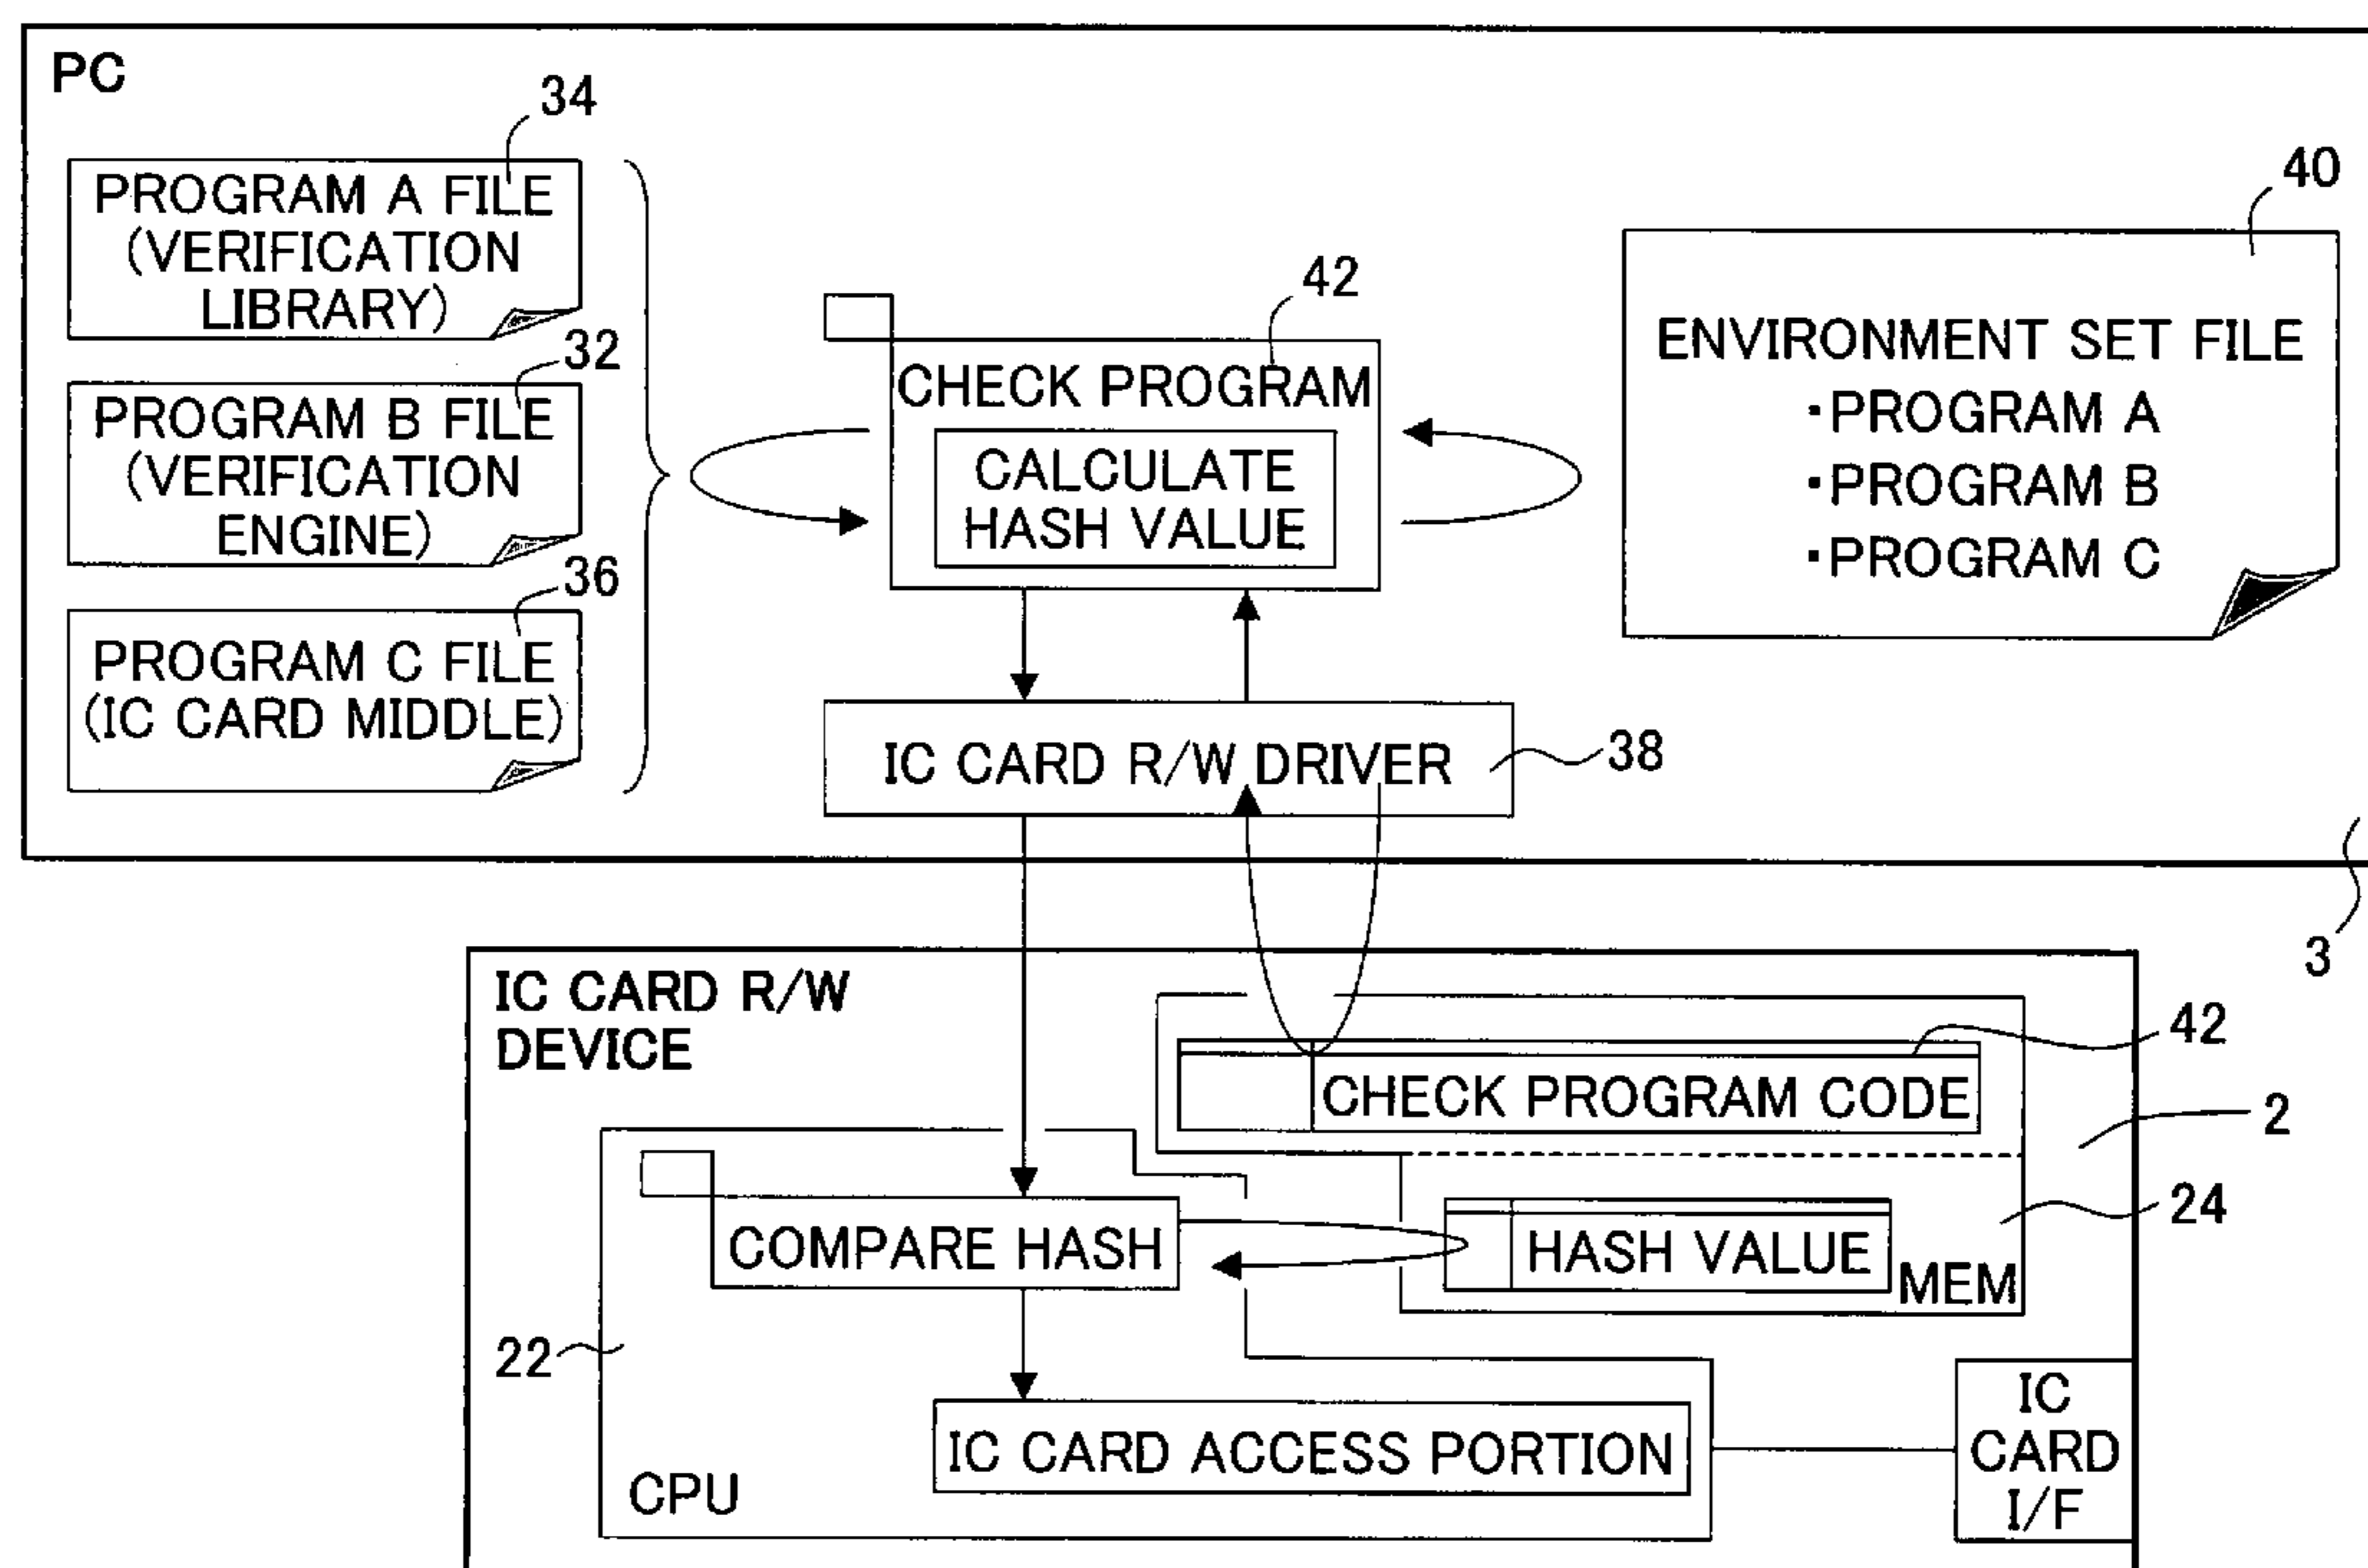 PC
34
PROGRAM A FILE
(VERIFICATION
LIBRARY)
32
PROGRAM B FILE
(VERIFICATION
ENGINE)
36
PROGRAM C FILE
(IC CARD MIDDLE)
42
CHECK PROGRAM
CALCULATE
HASH VALUE
40
ENVIRONMENT SET FILE
・PROGRAM A
・PROGRAM B
・PROGRAM C
IC CARD R/W DRIVER
38
3
IC CARD R/W
DEVICE
42
CHECK PROGRAM CODE
2
24
COMPARE HASH
HASH VALUE
MEM
22
IC CARD ACCESS PORTION
CPU
IC
CARD
I/F